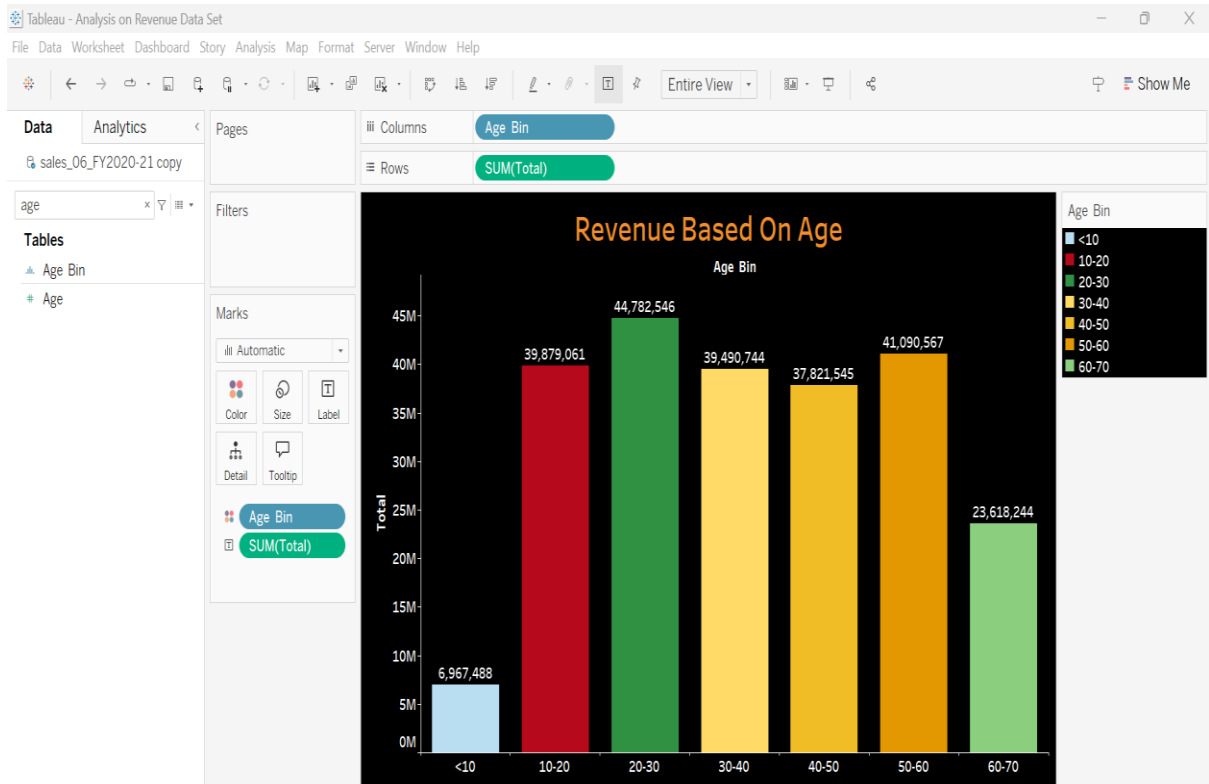 Tableau - Analysis on Revenue Data Set
File Data Worksheet Dashboard Story Analysis Map Format Server Window Help
Entire View
Show Me
Data Analytics
Pages
Columns
Age Bin
sales_06_FY2020-21 copy
Rows
SUM(Total)
age
Filters
Tables
Age Bin
Age
Marks
Automatic
Color
Size
Label
Detail
Tooltip
Age Bin
SUM(Total)
Revenue Based On Age
Age Bin
Total
45M
40M
35M
30M
25M
20M
15M
10M
5M
0M
6,967,488
39,879,061
44,782,546
39,490,744
37,821,545
41,090,567
23,618,244
<10
10-20
20-30
30-40
40-50
50-60
60-70
Age Bin
<10
10-20
20-30
30-40
40-50
50-60
60-70